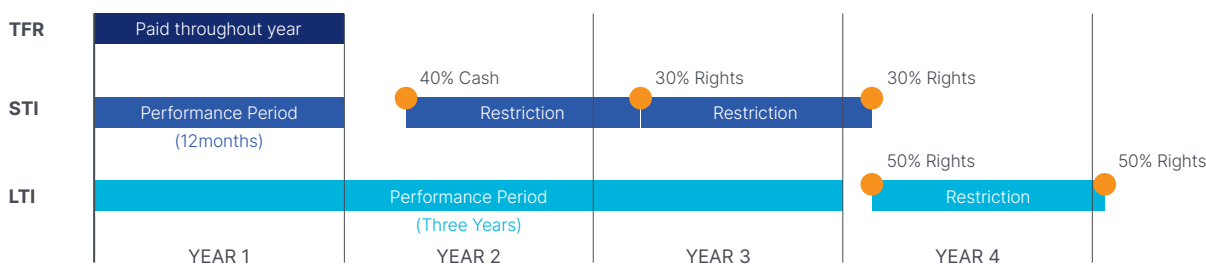 TFR
Paid throughout year
40% Cash
30% Rights
30% Rights
STI
Performance Period
Restriction
Restriction
(12months)
50% Rights
50% Rights
LTI
Performance Period
Restriction
(Three Years)
YEAR 1
YEAR 2
YEAR 3
YEAR 4